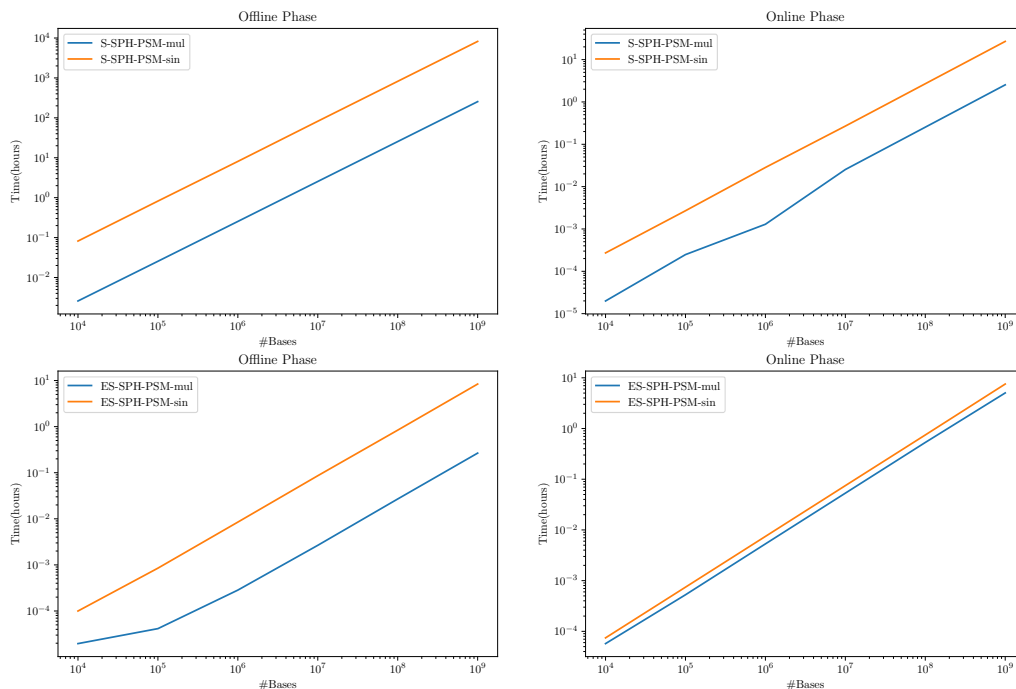 Offline Phase
S-SPH-PSM-mul
S-SPH-PSM-sin
Time(hours)
10^4
10^3
10^2
10^1
10^0
10^-1
10^-2
10^4 10^5 10^6 10^7 10^8 10^9
#Bases
Online Phase
S-SPH-PSM-mul
S-SPH-PSM-sin
Time(hours)
10^1
10^0
10^-1
10^-2
10^-3
10^-4
10^-5
10^4 10^5 10^6 10^7 10^8 10^9
#Bases
Offline Phase
ES-SPH-PSM-mul
ES-SPH-PSM-sin
Time(hours)
10^1
10^0
10^-1
10^-2
10^-3
10^-4
10^4 10^5 10^6 10^7 10^8 10^9
#Bases
Online Phase
ES-SPH-PSM-mul
ES-SPH-PSM-sin
Time(hours)
10^1
10^0
10^-1
10^-2
10^-3
10^-4
10^4 10^5 10^6 10^7 10^8 10^9
#Bases